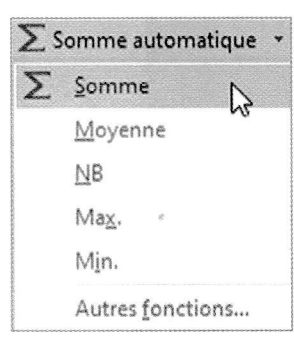 Σ Somme automatique
Σ Somme
Moyenne
NB
Max.
Min.
Autres fonctions...